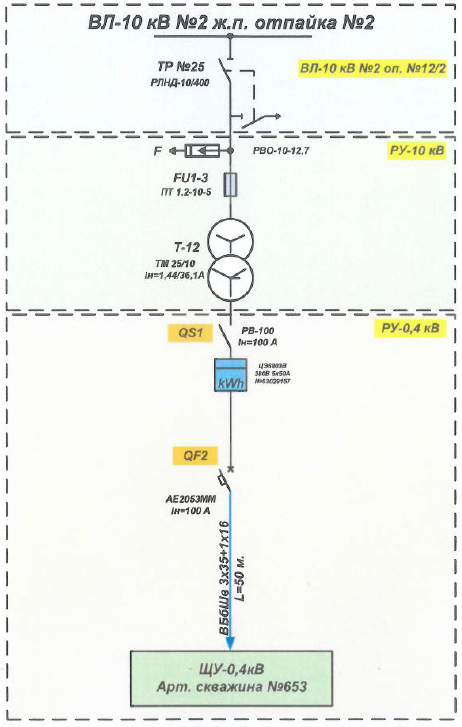 ВЛ-10 кВ №2 ж.п. отпайка №2
ТР №25
РЛНД-10/400
ВЛ-10 кВ №2 оп. №12/2
F
РВО-10-12,7
РУ-10 кВ
FU1-3
ПТ 1.2-10-5
Т-12
ТМ 25/10
Iн=1,44/36,1А
РУ-0,4 кВ
QS1
РВ-100
Iн=100 А
kWh
ЦЭ6803В
380В 5х50А
QF2
АЕ2053ММ
Iн=100 А
ВБбШв 3х35+1х16
L=50 м.
ЩУ-0,4кВ
Арт. скважина №653